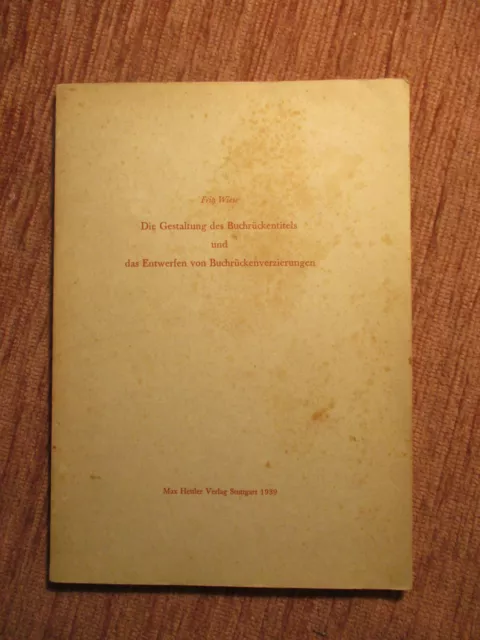 Fritz Wiese
Die Gestaltung des Buchrückentitels
und
das Entwerfen von Buchrückenverzierungen
Max Hettler Verlag Stuttgart 1939